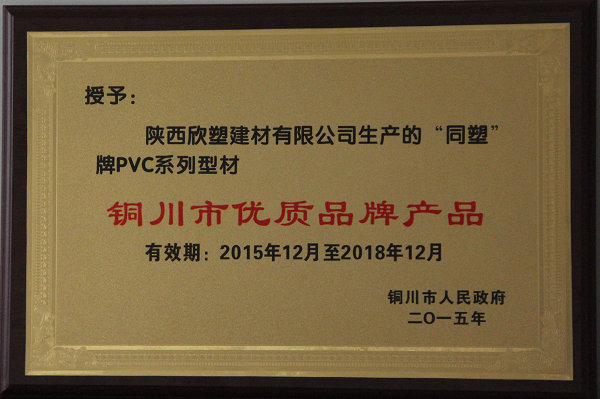 授予：
陕西欣塑建材有限公司生产的“同塑”
牌PVC系列型材
铜川市优质品牌产品
有效期：2015年12月至2018年12月
铜川市人民政府
二〇一五年